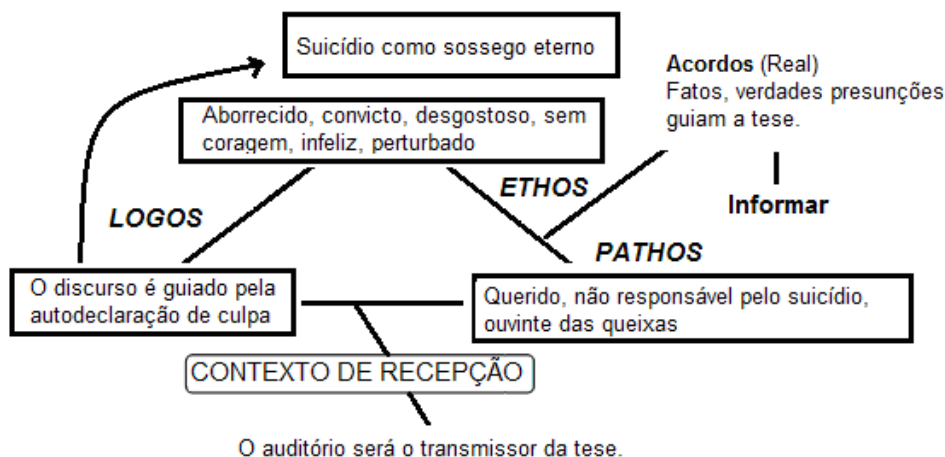 Suicídio como sossego eterno
Acordos (Real)
Fatos, verdades presunções
guiam a tese.
Aborrecido, convicto, desgostoso, sem
coragem, infeliz, perturbado
ETHOS
Informar
LOGOS
PATHOS
O discurso é guiado pela
autodeclaração de culpa
Querido, não responsável pelo suicídio,
ouvinte das queixas
CONTEXTO DE RECEPÇÃO
O auditório será o transmissor da tese.